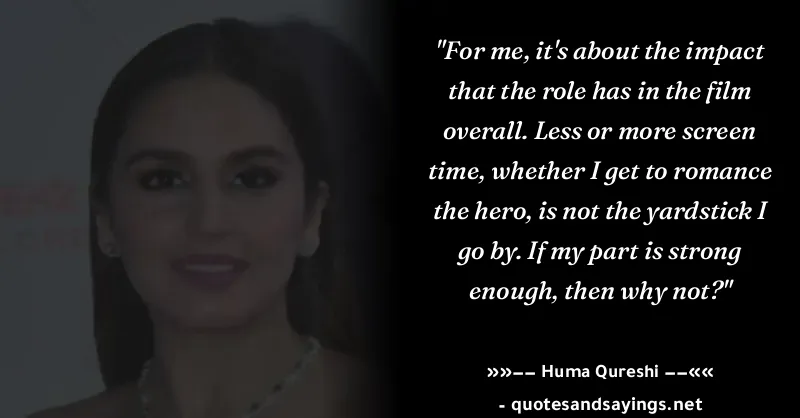 "For me, it's about the impact
that the role has in the film
overall. Less or more screen
time, whether I get to romance
the hero, is not the yardstick I
go by. If my part is strong
enough, then why not?"
»»−− Huma Qureshi −−««
- quotesandsayings.net